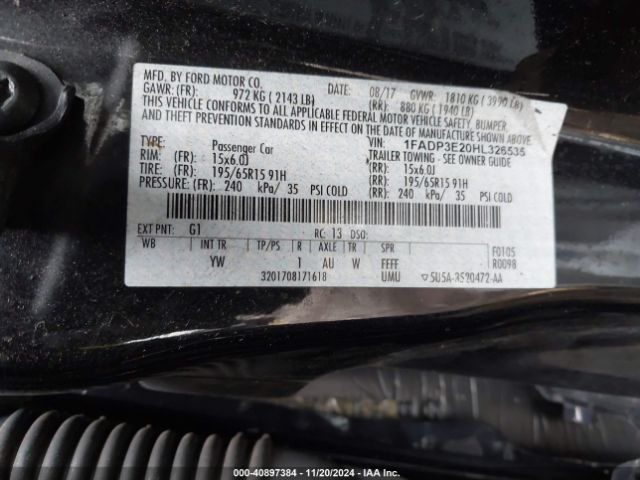 MFD. BY FORD MOTOR CO.
DATE: 08/17 GVWR: 1810 KG ( 3990 LB)
GAWR:(FR): 972 KG ( 2143 LB) (RR): 880 KG ( 1940 LB)
THIS VEHICLE CONFORMS TO ALL APPLICABLE FEDERAL MOTOR VEHICLE SAFETY, BUMPER,
AND THEFT PREVENTION STANDARDS IN EFFECT ON THE DATE OF MANUFACTURE SHOWN ABOVE.
VIN: 1FADP3E20HL326535
TYPE: Passenger Car TRAILER TOWING - SEE OWNER GUIDE
RIM: (FR): 15x6.0J (RR): 15x6.0J
TIRE: (FR): 195/65R15 91H (RR): 195/65R15 91H
PRESSURE: (FR): 240 kPa/ 35 PSI COLD (RR): 240 kPa/ 35 PSI COLD
EXT PNT: G1 RC: 13 DSO:
WB INT TR TP/PS R AXLE TR SPR F0105
YW 1 AU W FFFF R0098
3201708171618 UMU ▽5U5A-3520472-AA
STOCK: ~40897384 | 11/20/2024 | IAA Inc.